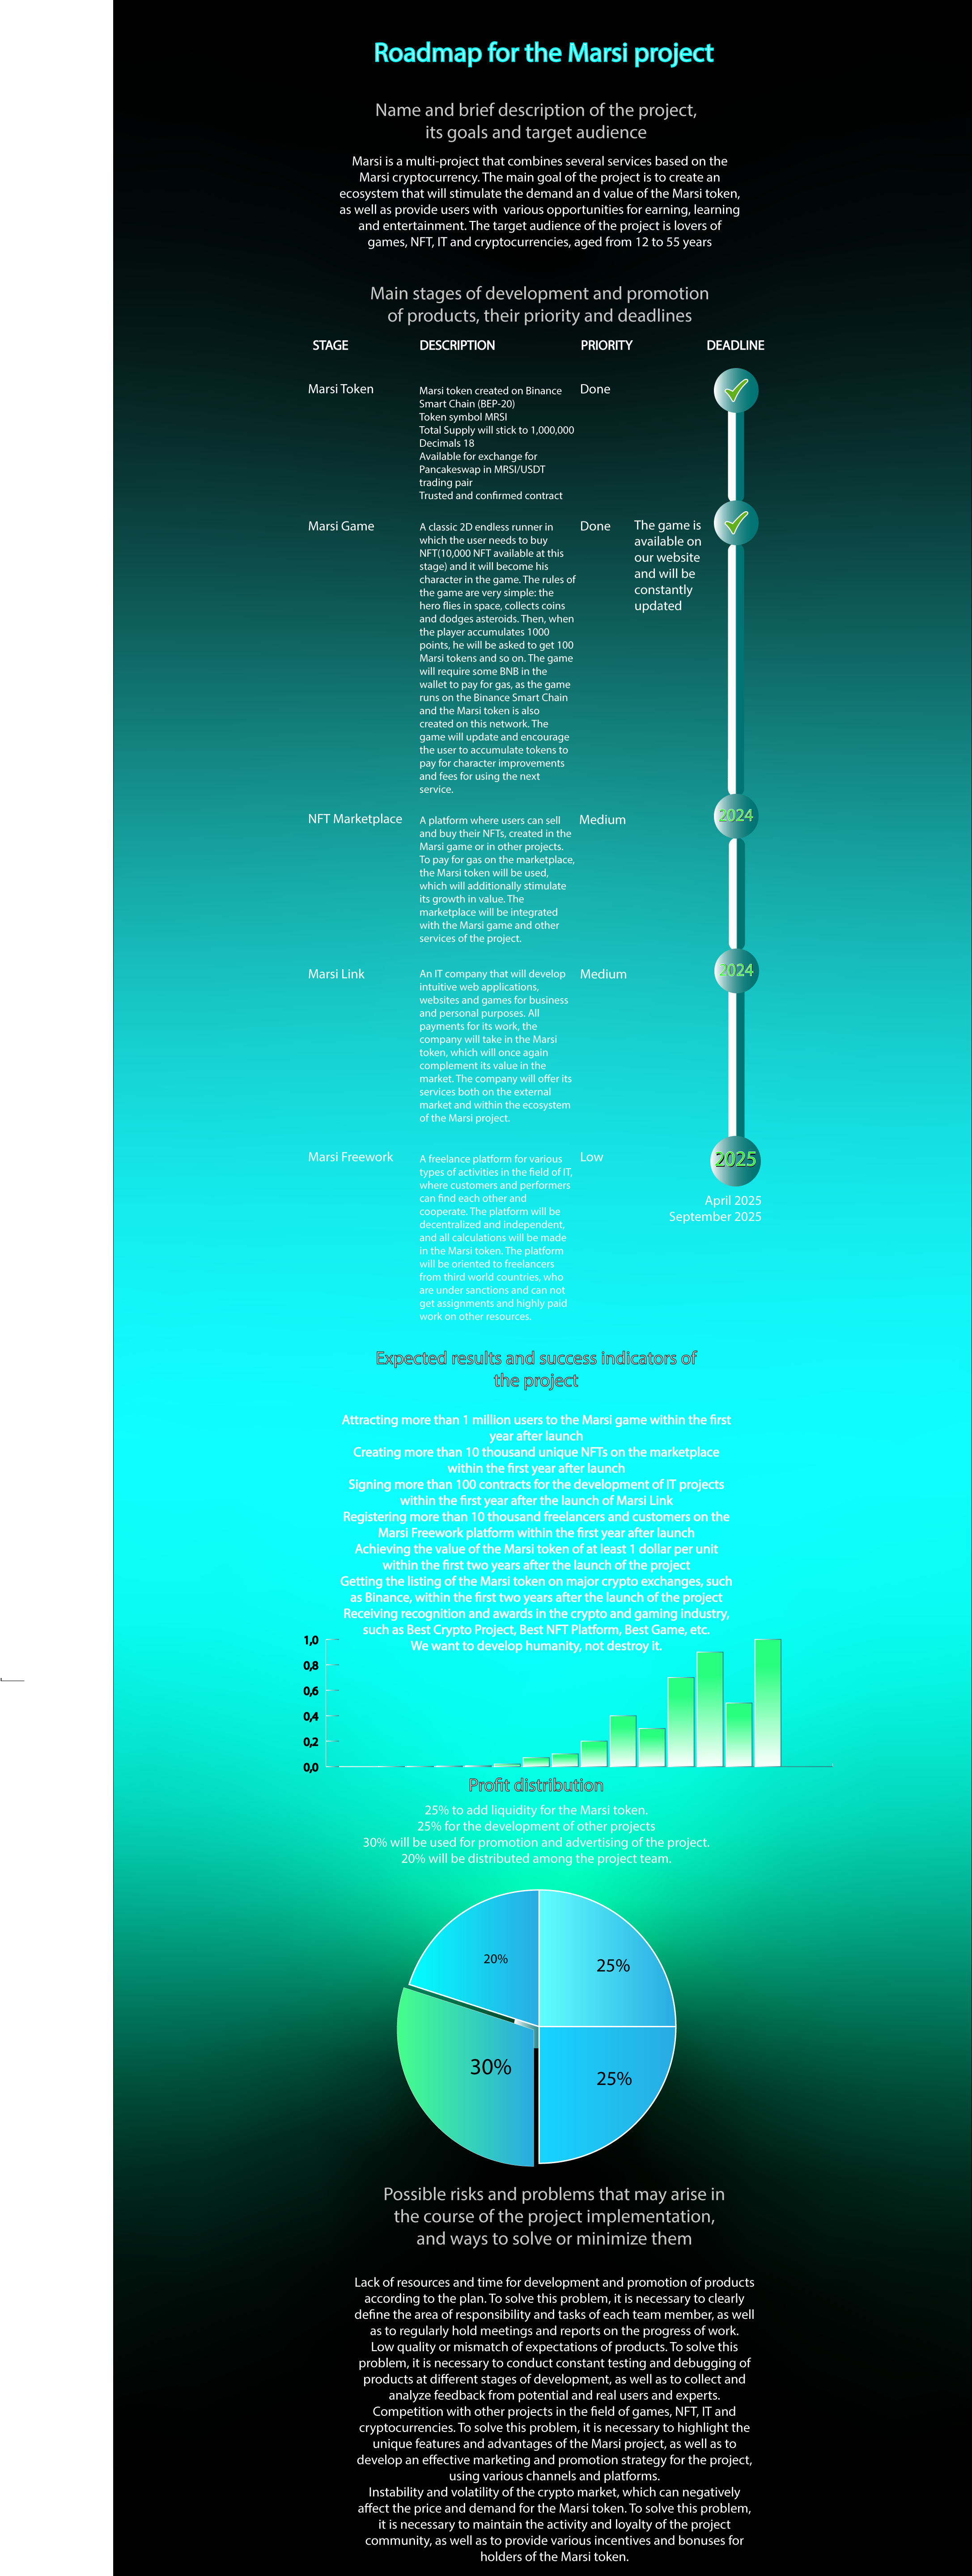 Roadmap for the Marsi project
Name and brief description of the project,
its goals and target audience
Marsi is a multi-project that combines several services based on the
Marsi cryptocurrency. The main goal of the project is to create an
ecosystem that will stimulate the demand an d value of the Marsi token,
as well as provide users with  various opportunities for earning, learning
and entertainment. The target audience of the project is lovers of
games, NFT, IT and cryptocurrencies, aged from 12 to 55 years
Main stages of development and promotion
of products, their priority and deadlines
STAGE DESCRIPTION PRIORITY DEADLINE
Marsi Token
Marsi token created on Binance
Smart Chain (BEP-20)
Token symbol MRSI
Total Supply will stick to 1,000,000
Decimals 18
Available for exchange for
Pancakeswap in MRSI/USDT
trading pair
Trusted and confirmed contract
Done
Marsi Game
A classic 2D endless runner in
which the user needs to buy
NFT(10,000 NFT available at this
stage) and it will become his
character in the game. The rules of
the game are very simple: the
hero flies in space, collects coins
and dodges asteroids. Then, when
the player accumulates 1000
points, he will be asked to get 100
Marsi tokens and so on. The game
will require some BNB in the
wallet to pay for gas, as the game
runs on the Binance Smart Chain
and the Marsi token is also
created on this network. The
game will update and encourage
the user to accumulate tokens to
pay for character improvements
and fees for using the next
service.
Done
The game is
available on
our website
and will be
constantly
updated
NFT Marketplace
A platform where users can sell
and buy their NFTs, created in the
Marsi game or in other projects.
To pay for gas on the marketplace,
the Marsi token will be used,
which will additionally stimulate
its growth in value. The
marketplace will be integrated
with the Marsi game and other
services of the project.
Medium
2024
Marsi Link
An IT company that will develop
intuitive web applications,
websites and games for business
and personal purposes. All
payments for its work, the
company will take in the Marsi
token, which will once again
complement its value in the
market. The company will offer its
services both on the external
market and within the ecosystem
of the Marsi project.
Medium
2024
Marsi Freework
A freelance platform for various
types of activities in the field of IT,
where customers and performers
can find each other and
cooperate. The platform will be
decentralized and independent,
and all calculations will be made
in the Marsi token. The platform
will be oriented to freelancers
from third world countries, who
are under sanctions and can not
get assignments and highly paid
work on other resources.
Low
2025
April 2025
September 2025
Expected results and success indicators of
the project
Attracting more than 1 million users to the Marsi game within the first
year after launch
Creating more than 10 thousand unique NFTs on the marketplace
within the first year after launch
Signing more than 100 contracts for the development of IT projects
within the first year after the launch of Marsi Link
Registering more than 10 thousand freelancers and customers on the
Marsi Freework platform within the first year after launch
Achieving the value of the Marsi token of at least 1 dollar per unit
within the first two years after the launch of the project
Getting the listing of the Marsi token on major crypto exchanges, such
as Binance, within the first two years after the launch of the project
Receiving recognition and awards in the crypto and gaming industry,
such as Best Crypto Project, Best NFT Platform, Best Game, etc.
We want to develop humanity, not destroy it.
1,0
0,8
0,6
0,4
0,2
0,0
Profit distribution
25% to add liquidity for the Marsi token.
25% for the development of other projects
30% will be used for promotion and advertising of the project.
20% will be distributed among the project team.
20%
25%
30%
25%
Possible risks and problems that may arise in
the course of the project implementation,
and ways to solve or minimize them
Lack of resources and time for development and promotion of products
according to the plan. To solve this problem, it is necessary to clearly
define the area of responsibility and tasks of each team member, as well
as to regularly hold meetings and reports on the progress of work.
Low quality or mismatch of expectations of products. To solve this
problem, it is necessary to conduct constant testing and debugging of
products at different stages of development, as well as to collect and
analyze feedback from potential and real users and experts.
Competition with other projects in the field of games, NFT, IT and
cryptocurrencies. To solve this problem, it is necessary to highlight the
unique features and advantages of the Marsi project, as well as to
develop an effective marketing and promotion strategy for the project,
using various channels and platforms.
Instability and volatility of the crypto market, which can negatively
affect the price and demand for the Marsi token. To solve this problem,
it is necessary to maintain the activity and loyalty of the project
community, as well as to provide various incentives and bonuses for
holders of the Marsi token.